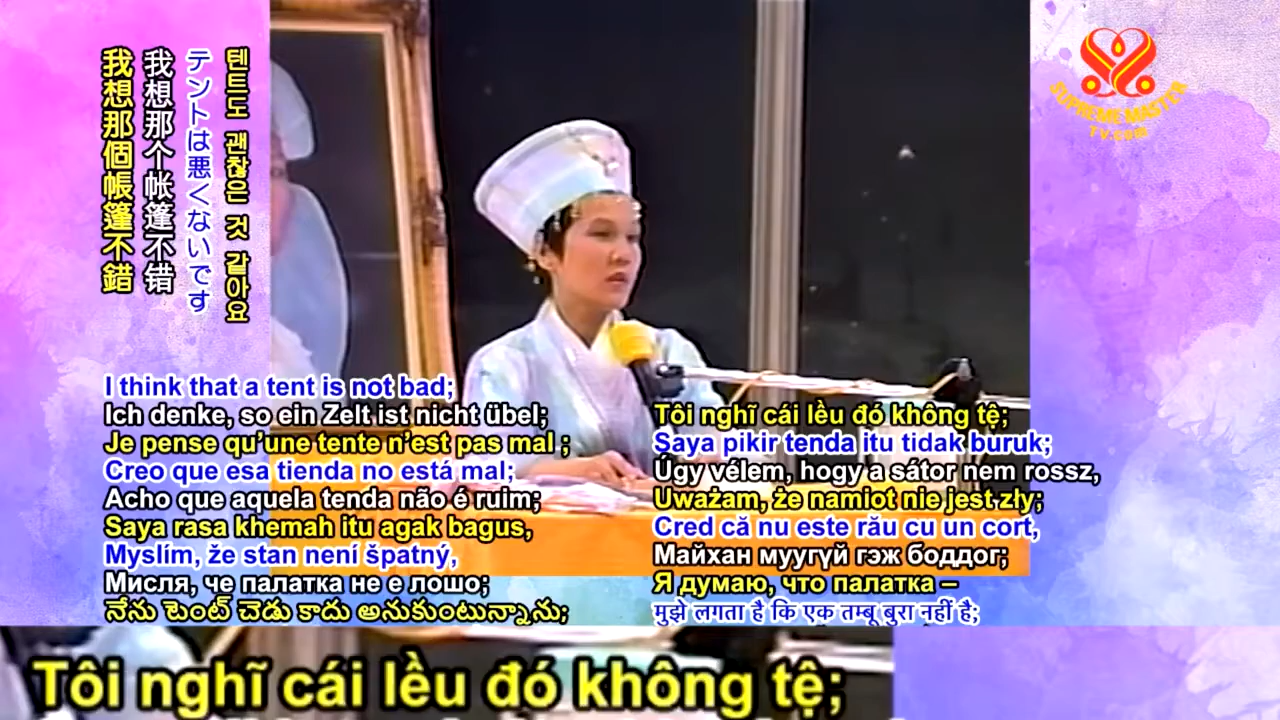 텐트도 괜찮은 것 같아요
テントは悪くないです
我想那个帐篷不错
我想那個帳篷不錯
SUPREME MASTER
TV.COM
I think that a tent is not bad;
Ich denke, so ein Zelt ist nicht übel;
Je pense qu’une tente n’est pas mal ;
Creo que esa tienda no está mal;
Acho que aquela tenda não é ruim;
Saya rasa khemah itu agak bagus,
Myslím, že stan není špatný,
Мисля, че палатка не е лошо;
నేను టెంట్ చెడు కాదు అనుకుంటున్నాను;
Tôi nghĩ cái lều đó không tệ;
Saya pikir tenda itu tidak buruk;
Úgy vélem, hogy a sátor nem rossz,
Uważam, że namiot nie jest zły;
Cred că nu este rău cu un cort,
Майхан муугүй гэж боддог;
Я думаю, что палатка –
मुझे लगता है कि एक तम्बू बुरा नहीं है;
Tôi nghĩ cái lều đó không tệ;